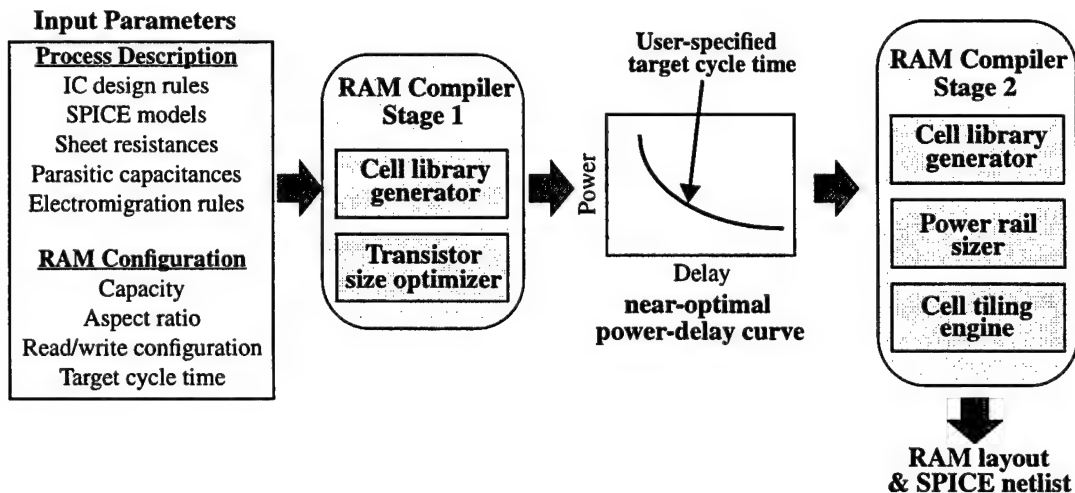 Input Parameters
Process Description
IC design rules
SPICE models
Sheet resistances
Parasitic capacitances
Electromigration rules
RAM Configuration
Capacity
Aspect ratio
Read/write configuration
Target cycle time
RAM Compiler
Stage 1
Cell library
generator
Transistor
size optimizer
User-specified
target cycle time
Power
Delay
near-optimal
power-delay curve
RAM Compiler
Stage 2
Cell library
generator
Power rail
sizer
Cell tiling
engine
RAM layout
& SPICE netlist